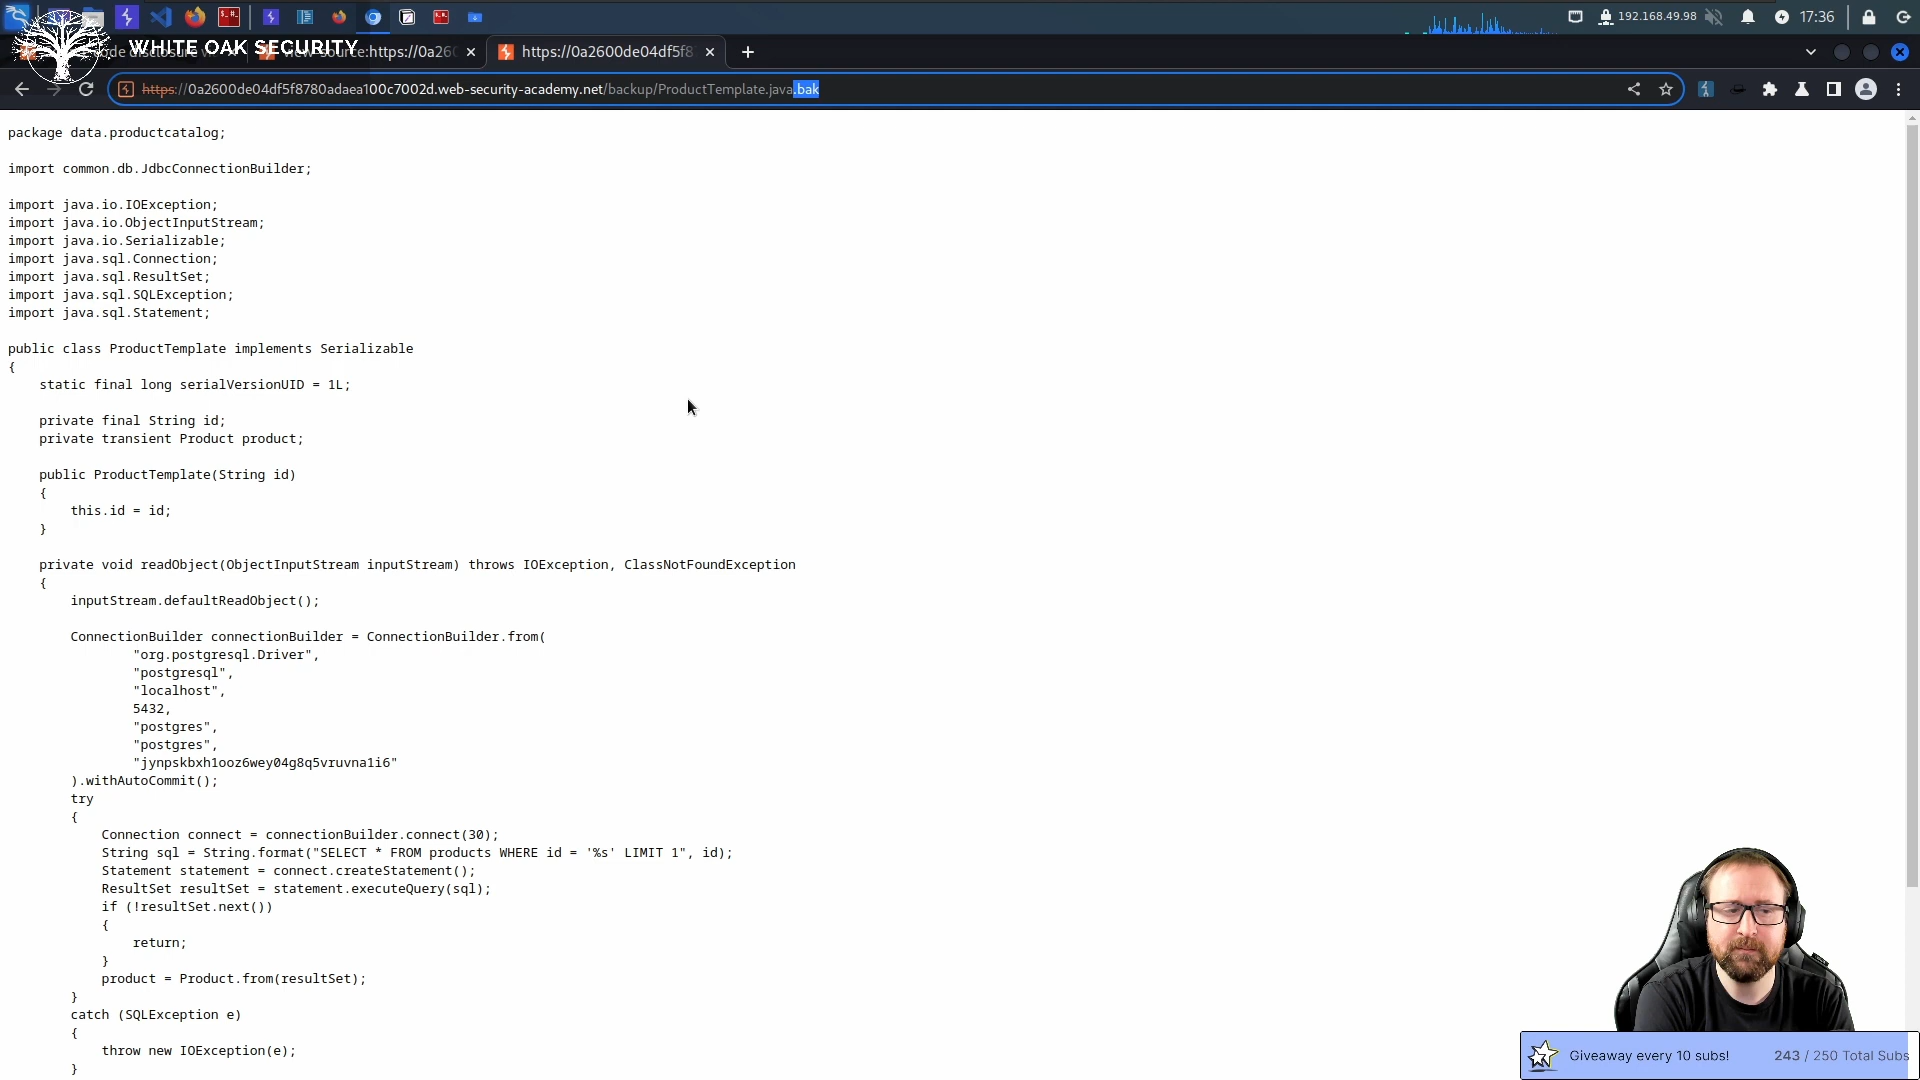 192.168.49.98
17:36
WHITE OAK SECURITY
view-source:https://0a260
https://0a2600de04df5f8
https://0a2600de04df5f8780adaea100c7002d.web-security-academy.net/backup/ProductTemplate.java.bak
package data.productcatalog;
import common.db.JdbcConnectionBuilder;
import java.io.IOException;
import java.io.ObjectInputStream;
import java.io.Serializable;
import java.sql.Connection;
import java.sql.ResultSet;
import java.sql.SQLException;
import java.sql.Statement;
public class ProductTemplate implements Serializable
{
static final long serialVersionUID = 1L;
private final String id;
private transient Product product;
public ProductTemplate(String id)
{
this.id = id;
}
private void readObject(ObjectInputStream inputStream) throws IOException, ClassNotFoundException
{
inputStream.defaultReadObject();
ConnectionBuilder connectionBuilder = ConnectionBuilder.from(
"org.postgresql.Driver",
"postgresql",
"localhost",
5432,
"postgres",
"postgres",
"jynpskbxh1ooz6wey04g8q5vruvna1i6"
).withAutoCommit();
try
{
Connection connect = connectionBuilder.connect(30);
String sql = String.format("SELECT * FROM products WHERE id = '%s' LIMIT 1", id);
Statement statement = connect.createStatement();
ResultSet resultSet = statement.executeQuery(sql);
if (!resultSet.next())
{
return;
}
product = Product.from(resultSet);
}
catch (SQLException e)
{
throw new IOException(e);
}
Giveaway every 10 subs! 243 / 250 Total Subs